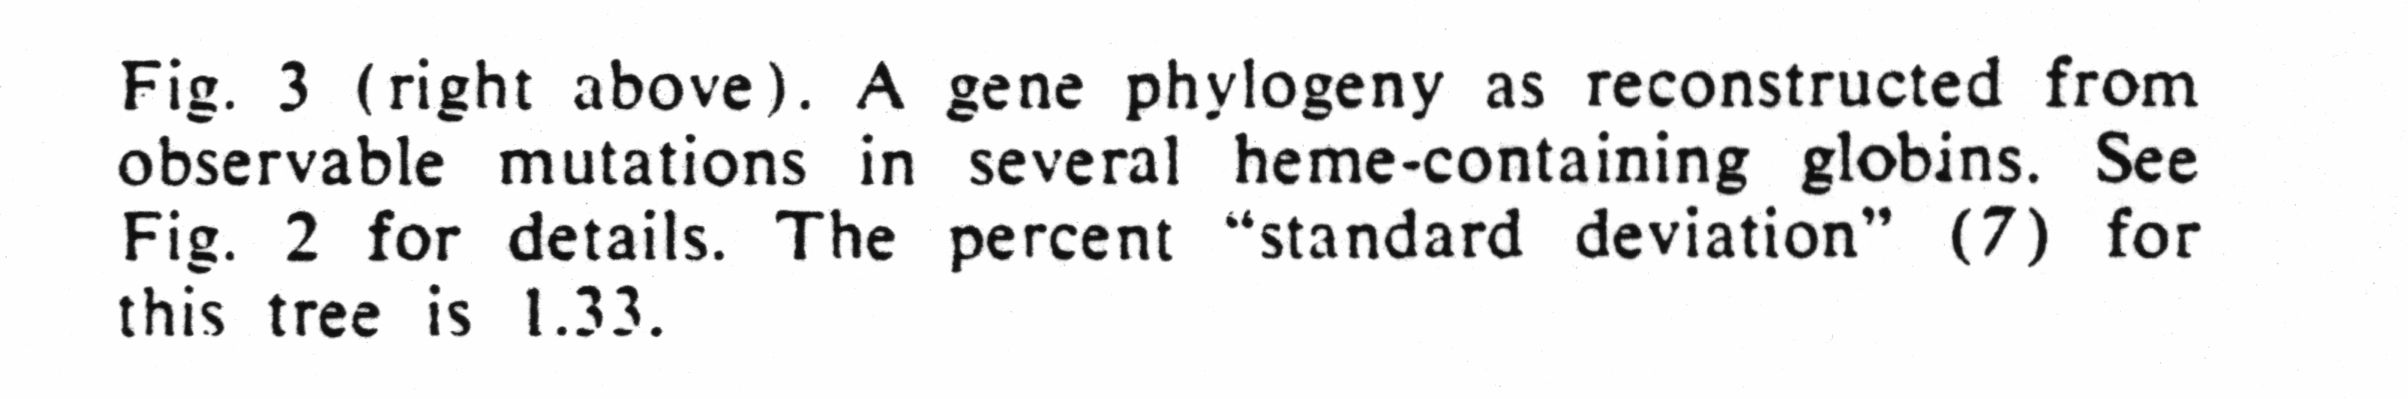 Fig. 3 (right above). A gene phylogeny as reconstructed from
observable mutations in several heme-containing globins. See
Fig. 2 for details. The percent “standard deviation” (7) for
this tree is 1.33.